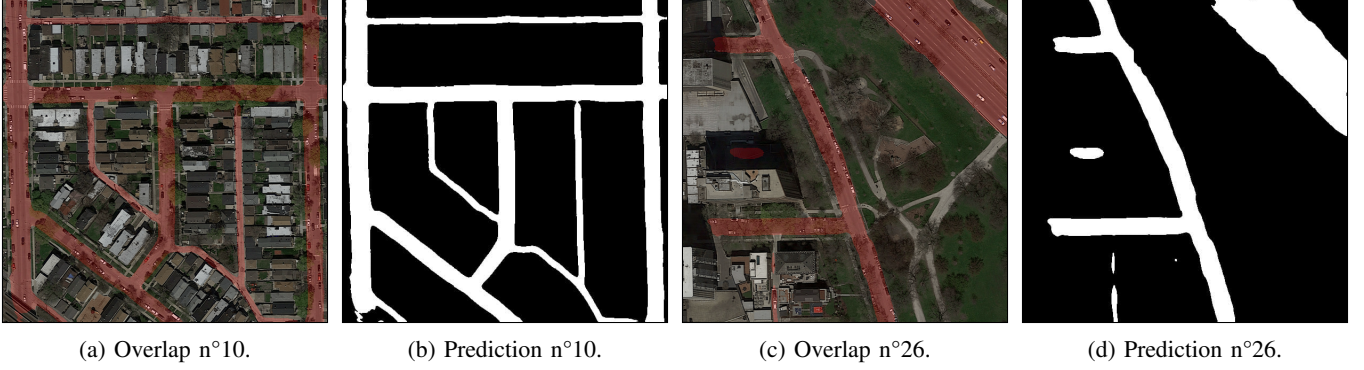 (a) Overlap n°10.
(b) Prediction n°10.
(c) Overlap n°26.
(d) Prediction n°26.